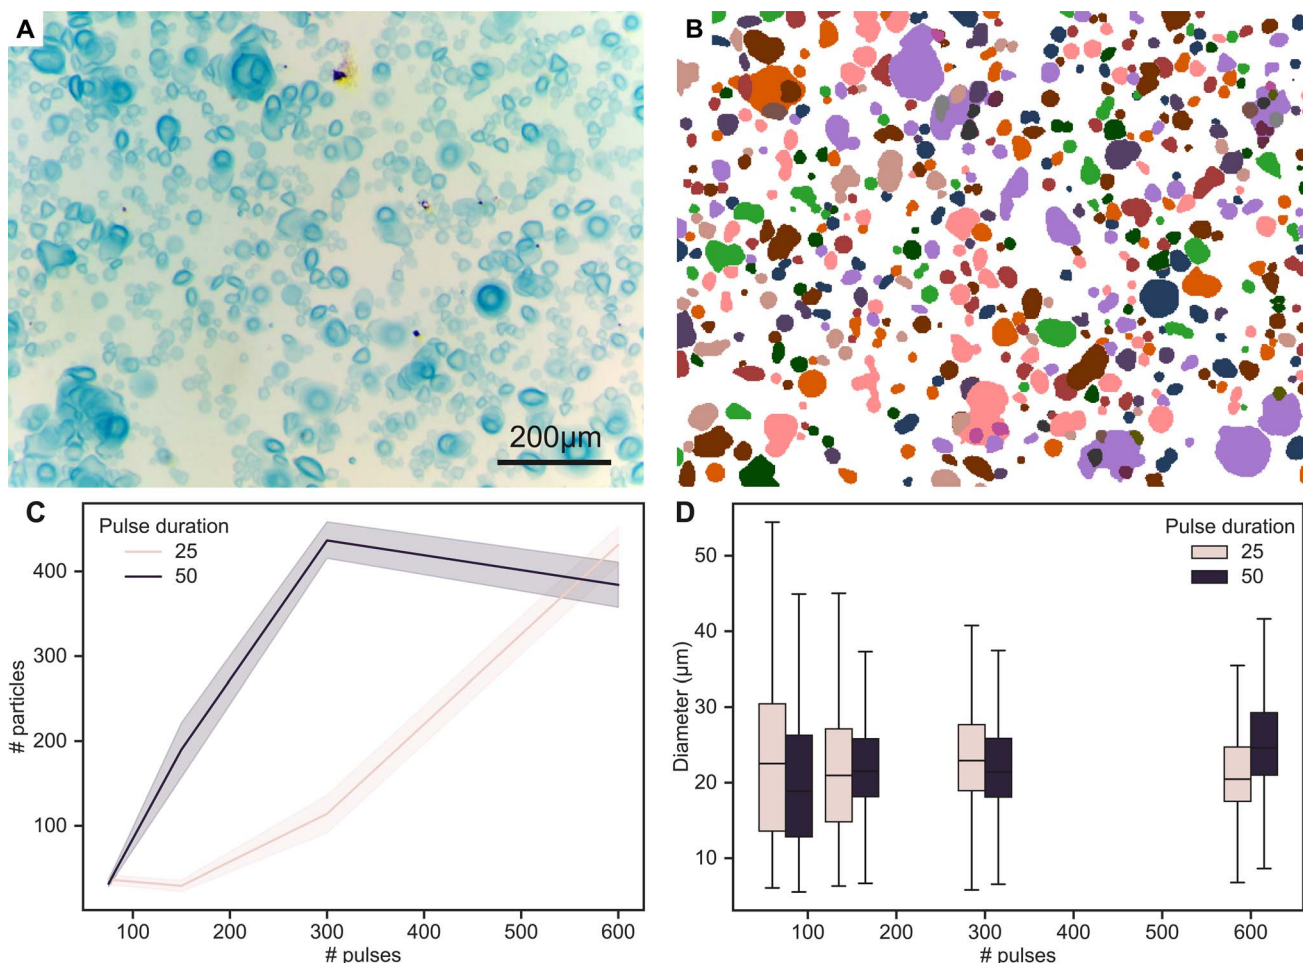 A
200µm
B
C
Pulse duration
25
50
# particles
400
300
200
100
100 200 300 400 500 600
# pulses
D
Pulse duration
25
50
Diameter (µm)
50
40
30
20
10
100 200 300 400 500 600
# pulses